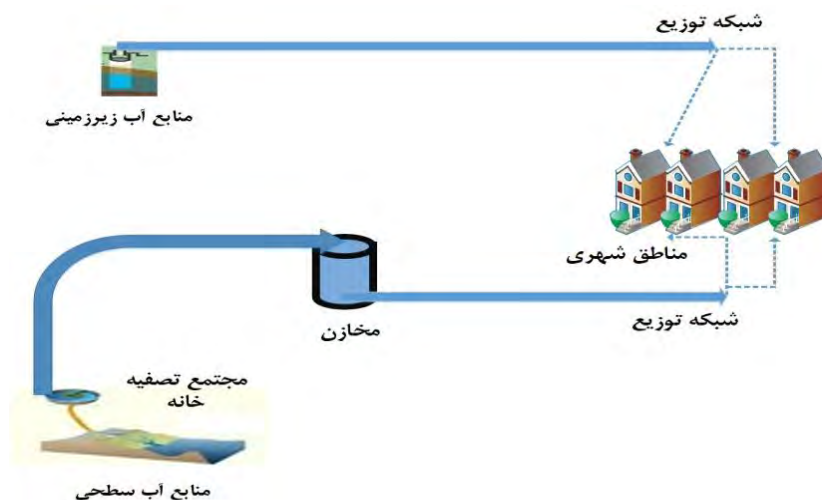 شبکه توزیع
منابع آب زیرزمینی
مناطق شهری
شبکه توزیع
مخازن
مجتمع تصفیه
خانه
منابع آب سطحی